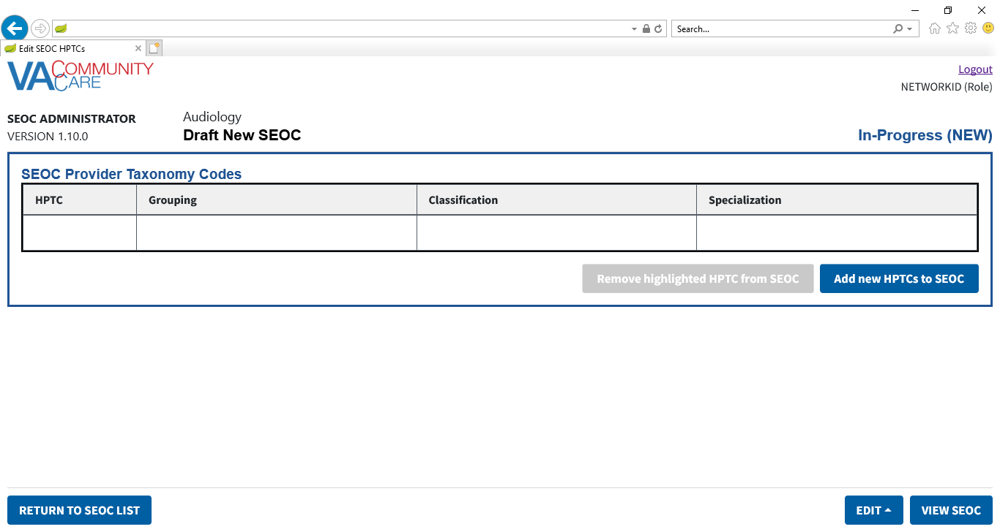 Search...
Edit SEOC HPTCs
VA COMMUNITY CARE
Logout
NETWORKID (Role)
SEOC ADMINISTRATOR
VERSION 1.10.0
Audiology
Draft New SEOC
In-Progress (NEW)
SEOC Provider Taxonomy Codes
HPTC Grouping Classification Specialization
Remove highlighted HPTC from SEOC Add new HPTCs to SEOC
RETURN TO SEOC LIST EDIT VIEW SEOC